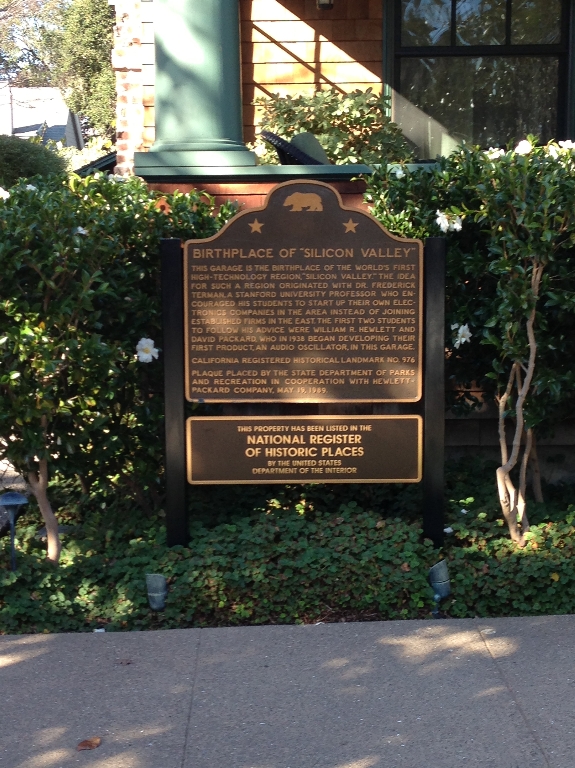 BIRTHPLACE OF "SILICON VALLEY"
THIS GARAGE IS THE BIRTHPLACE OF THE WORLD'S FIRST
HIGH-TECHNOLOGY REGION, "SILICON VALLEY." THE IDEA
FOR SUCH A REGION ORIGINATED WITH DR. FREDERICK
TERMAN, A STANFORD UNIVERSITY PROFESSOR WHO EN-
COURAGED HIS STUDENTS TO START UP THEIR OWN ELEC-
TRONICS COMPANIES IN THE AREA INSTEAD OF JOINING
ESTABLISHED FIRMS IN THE EAST. THE FIRST TWO STUDENTS
TO FOLLOW HIS ADVICE WERE WILLIAM R. HEWLETT AND
DAVID PACKARD, WHO IN 1938 BEGAN DEVELOPING THEIR
FIRST PRODUCT, AN AUDIO OSCILLATOR, IN THIS GARAGE.
CALIFORNIA REGISTERED HISTORICAL LANDMARK NO. 976
PLAQUE PLACED BY THE STATE DEPARTMENT OF PARKS
AND RECREATION IN COOPERATION WITH HEWLETT-
PACKARD COMPANY, MAY 19, 1989.
THIS PROPERTY HAS BEEN LISTED IN THE
NATIONAL REGISTER
OF HISTORIC PLACES
BY THE UNITED STATES
DEPARTMENT OF THE INTERIOR